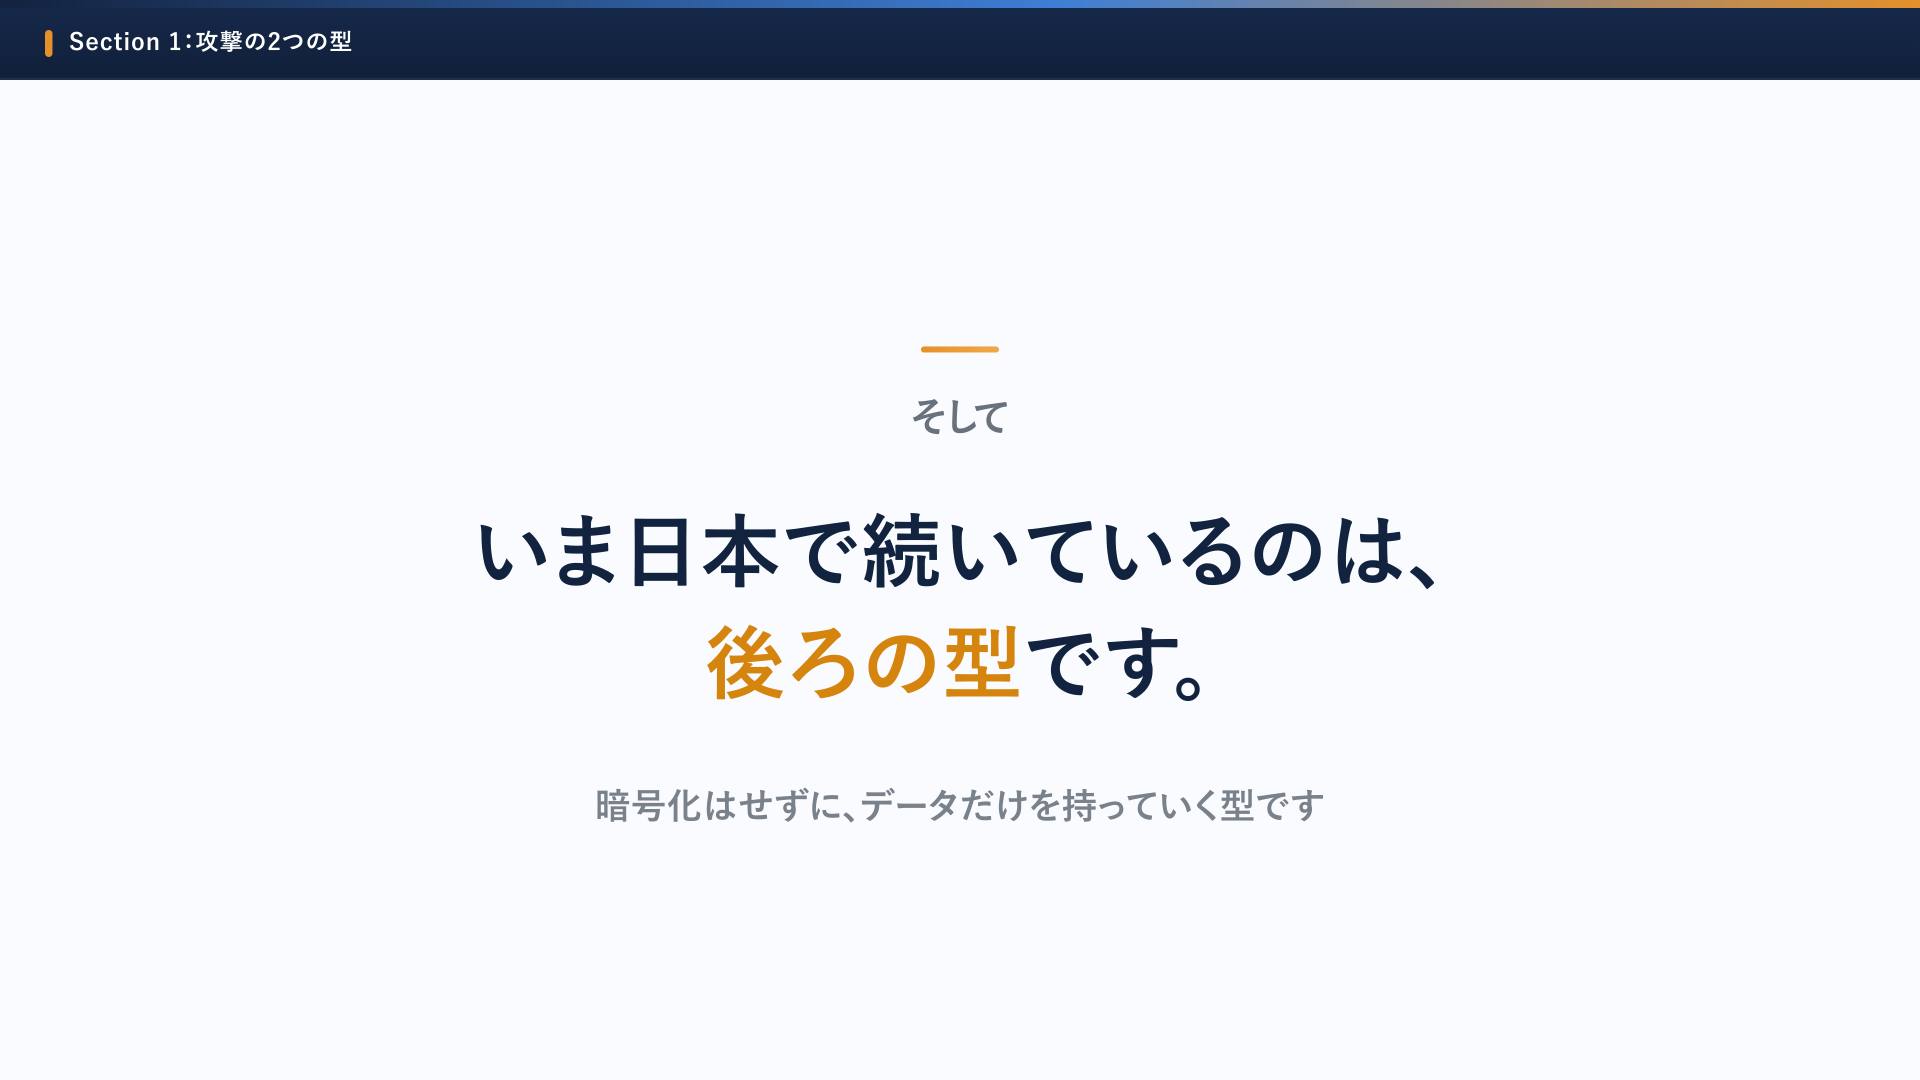 Section 1：攻撃の2つの型
そして
いま日本で続いているのは、
後ろの型です。
暗号化はせずに、データだけを持っていく型です